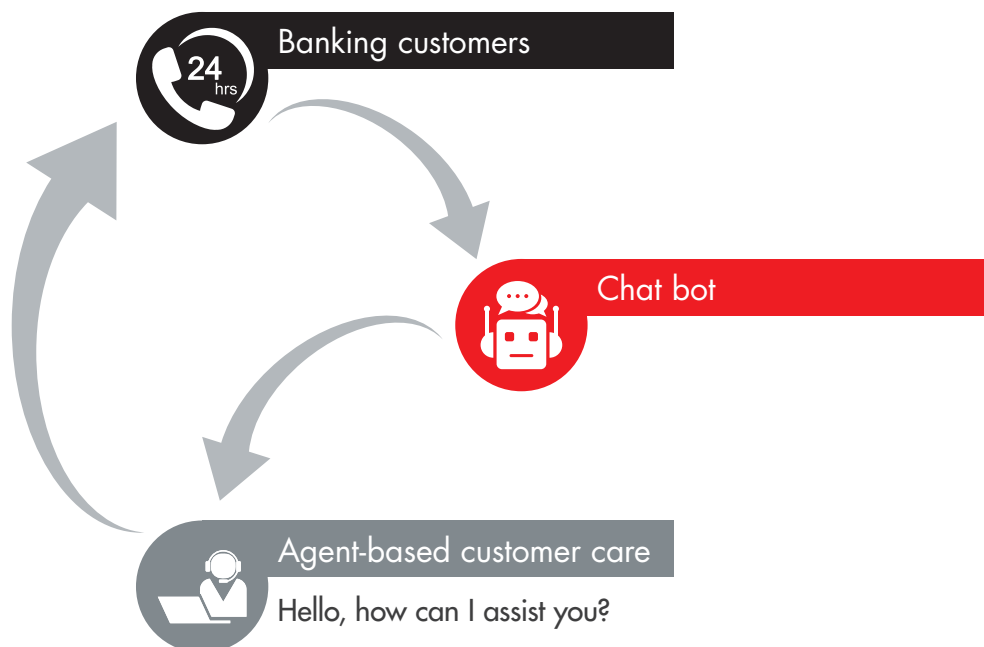 24
hrs
Banking customers
Chat bot
Agent-based customer care
Hello, how can I assist you?